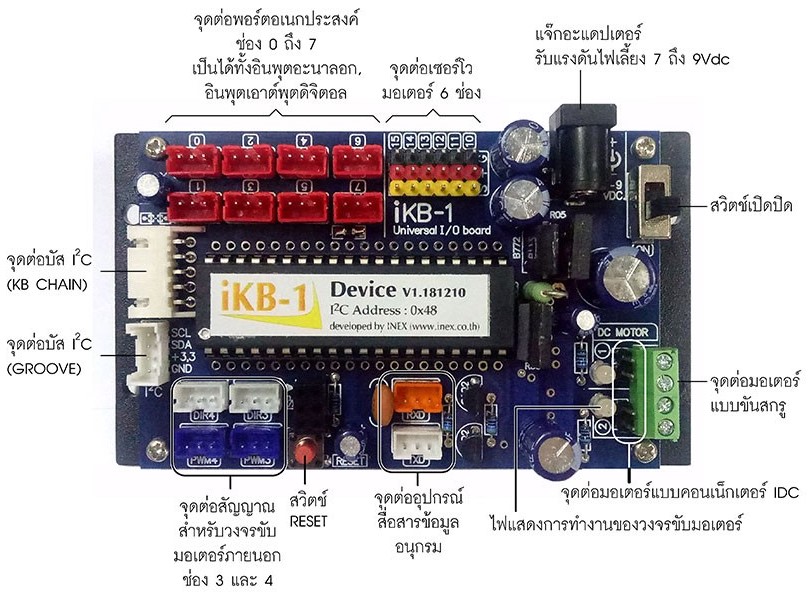 จุดต่อพอร์ตอเนกประสงค์
ช่อง 0 ถึง 7
เป็นได้ทั้งอินพุตอะนาลอก,
อินพุตเอาต์พุตดิจิตอล
จุดต่อเซอร์โว
มอเตอร์ 6 ช่อง
แจ๊กอะแดปเตอร์
รับแรงดันไฟเลี้ยง 7 ถึง 9Vdc
0 2 4 6
15 14 13 12 11 10
1 3 5 7
iKB-1
Universal I/O board
สวิตช์เปิดปิด
จุดต่อบัส I²C
(KB CHAIN)
iKB-1
Device V1.181210
I²C Address : 0x48
developed by INEX (www.inex.co.th)
B772
จุดต่อบัส I²C
(GROOVE)
SCL
SDA
+3.3
GND
I²C
DC MOTOR
1
2
จุดต่อมอเตอร์
แบบขันสกรู
DIR4 DIR3
PWM4 PWM3
RESET
RXD
TXD
จุดต่อสัญญาณ
สำหรับวงจรขับ
มอเตอร์ภายนอก
ช่อง 3 และ 4
สวิตช์
RESET
จุดต่ออุปกรณ์
สื่อสารข้อมูล
อนุกรม
จุดต่อมอเตอร์แบบคอนเน็กเตอร์ IDC
ไฟแสดงการทำงานของวงจรขับมอเตอร์